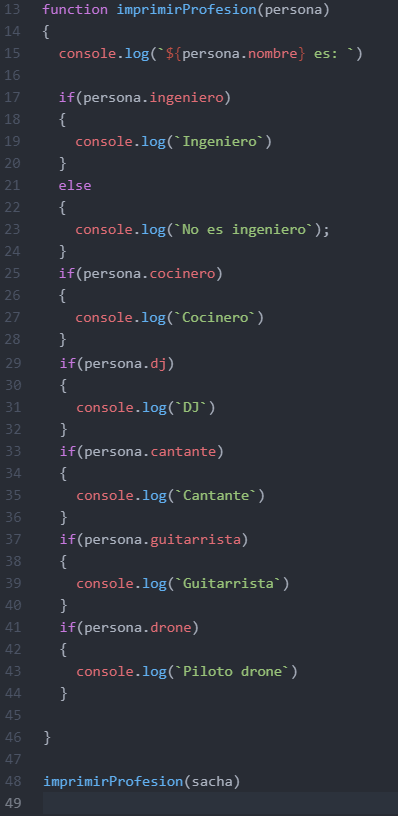 13 function imprimirProfesion(persona)
14 {
15   console.log(`${persona.nombre} es: `)
16
17   if(persona.ingeniero)
18   {
19     console.log(`Ingeniero`)
20   }
21   else
22   {
23     console.log(`No es ingeniero`);
24   }
25   if(persona.cocinero)
26   {
27     console.log(`Cocinero`)
28   }
29   if(persona.dj)
30   {
31     console.log(`DJ`)
32   }
33   if(persona.cantante)
34   {
35     console.log(`Cantante`)
36   }
37   if(persona.guitarrista)
38   {
39     console.log(`Guitarrista`)
40   }
41   if(persona.drone)
42   {
43     console.log(`Piloto drone`)
44   }
45
46 }
47
48 imprimirProfesion(sacha)
49